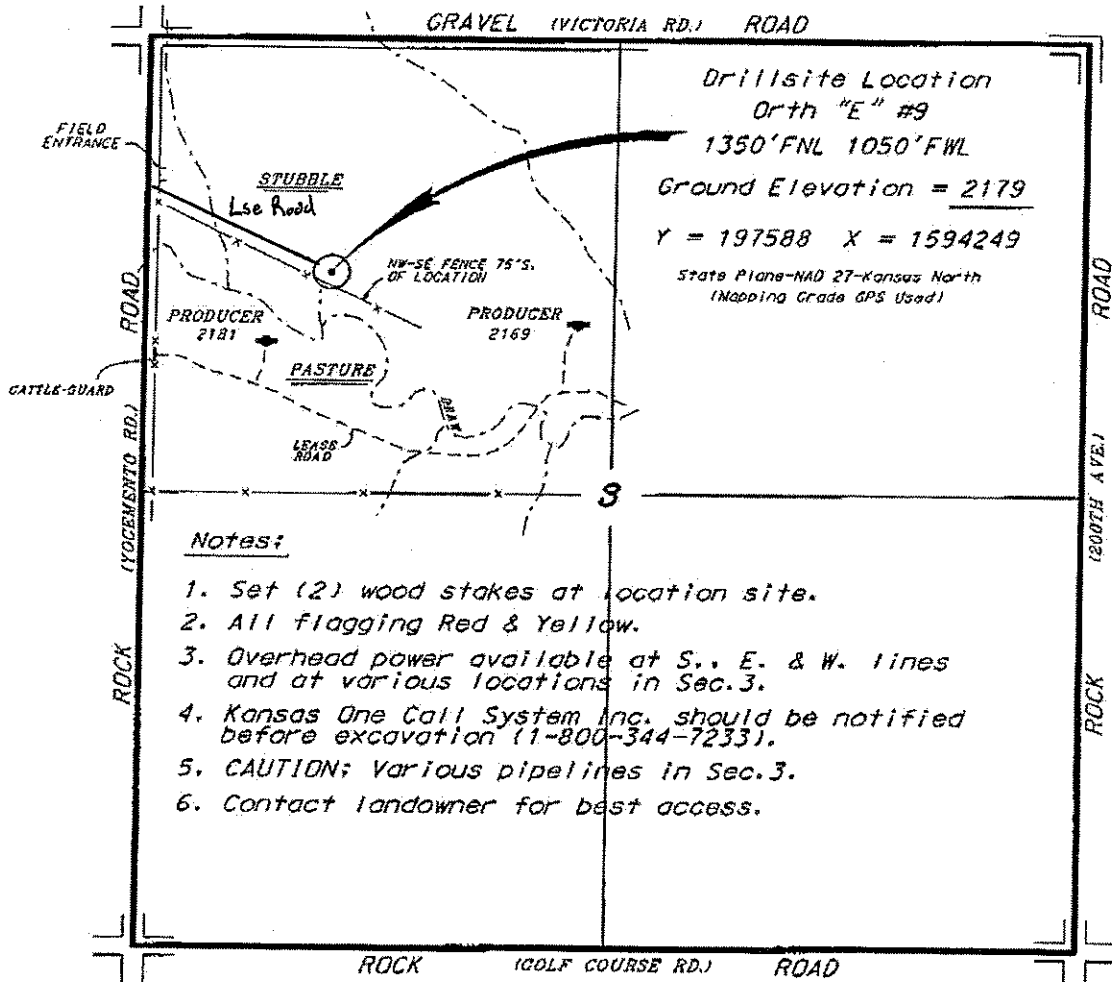 GRAVEL (VICTORIA RD.) ROAD
Drillsite Location
Orth "E" #9
1350'FNL 1050'FWL
Ground Elevation = 2179
Y = 197588 X = 1594249
State Plane-NAD 27-Kansas North
(Mapping Grade GPS Used)
FIELD
ENTRANCE
STUBBLE
Lse Road
NW-SE FENCE 75'S.
OF LOCATION
PRODUCER
2181
PRODUCER
2169
PASTURE
CATTLE-GUARD
DRAW
LEASE
ROAD
ROCK (YOCEMENTO RD.) ROAD
ROCK (200TH AVE.) ROAD
3
Notes:
1. Set (2) wood stakes at location site.
2. All flagging Red & Yellow.
3. Overhead power available at S., E. & W. lines
and at various locations in Sec.3.
4. Kansas One Call System Inc. should be notified
before excavation (1-800-344-7233).
5. CAUTION: Various pipelines in Sec.3.
6. Contact landowner for best access.
ROCK (GOLF COURSE RD.) ROAD